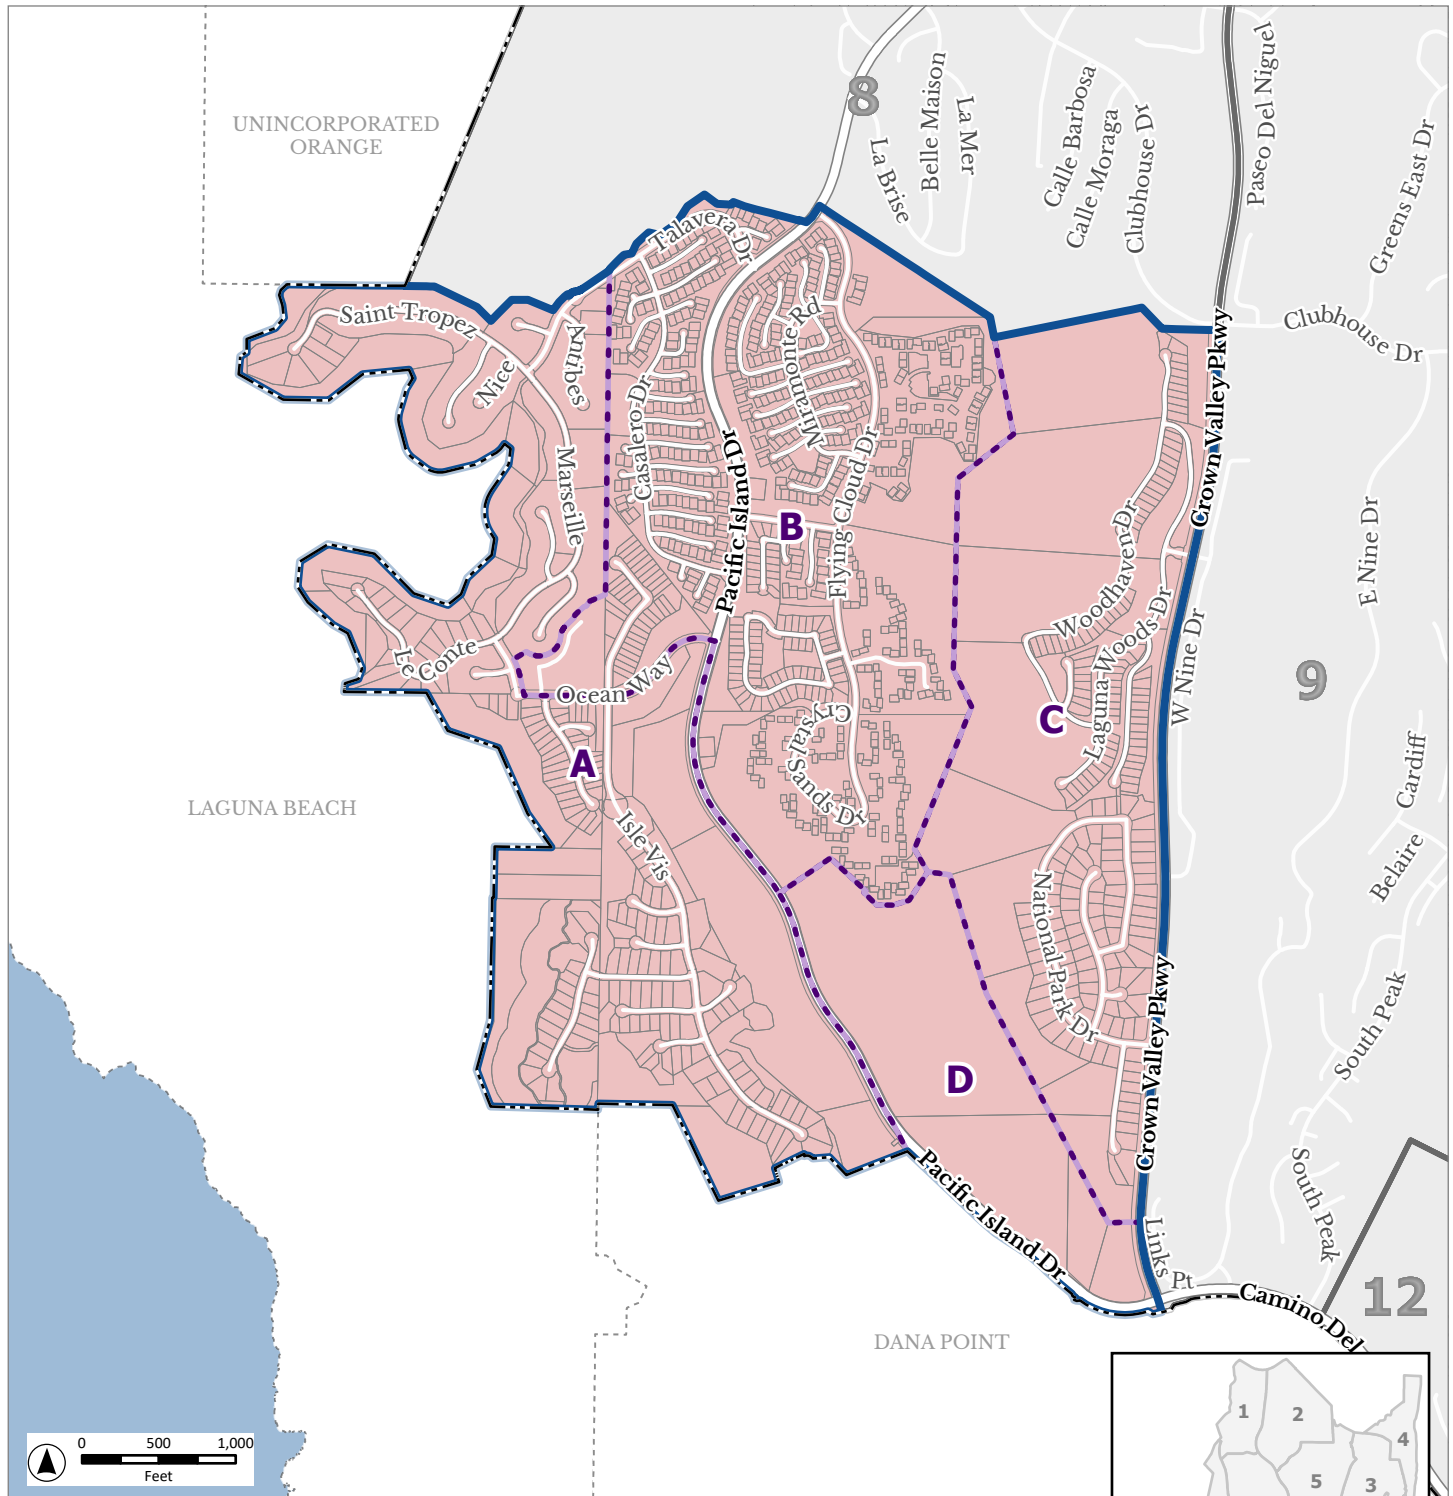 UNINCORPORATED
ORANGE
8
Belle Maison
La Mer
La Brise
Calle Barbosa
Calle Moraga
Clubhouse Dr
Paseo Del Niguel
Greens East Dr
Clubhouse Dr
Talavera Dr
Saint Tropez
Nice
Antibes
Marseille
Casalero Dr
Miramonte Rd
Pacific Island Dr
Flying Cloud Dr
B
Crown Valley Pkwy
Woodhaven Dr
Laguna Woods Dr
W Nine Dr
E Nine Dr
9
Le Conte
Ocean Way
A
C
Crystal Sands Dr
Isle Vis
LAGUNA BEACH
Cardiff
Belaire
National Park Dr
South Peak
Crown Valley Pkwy
D
Pacific Island Dr
South Peak
Links Pt
12
Camino Del
DANA POINT
1
2
4
5
3
0 500 1,000
Feet